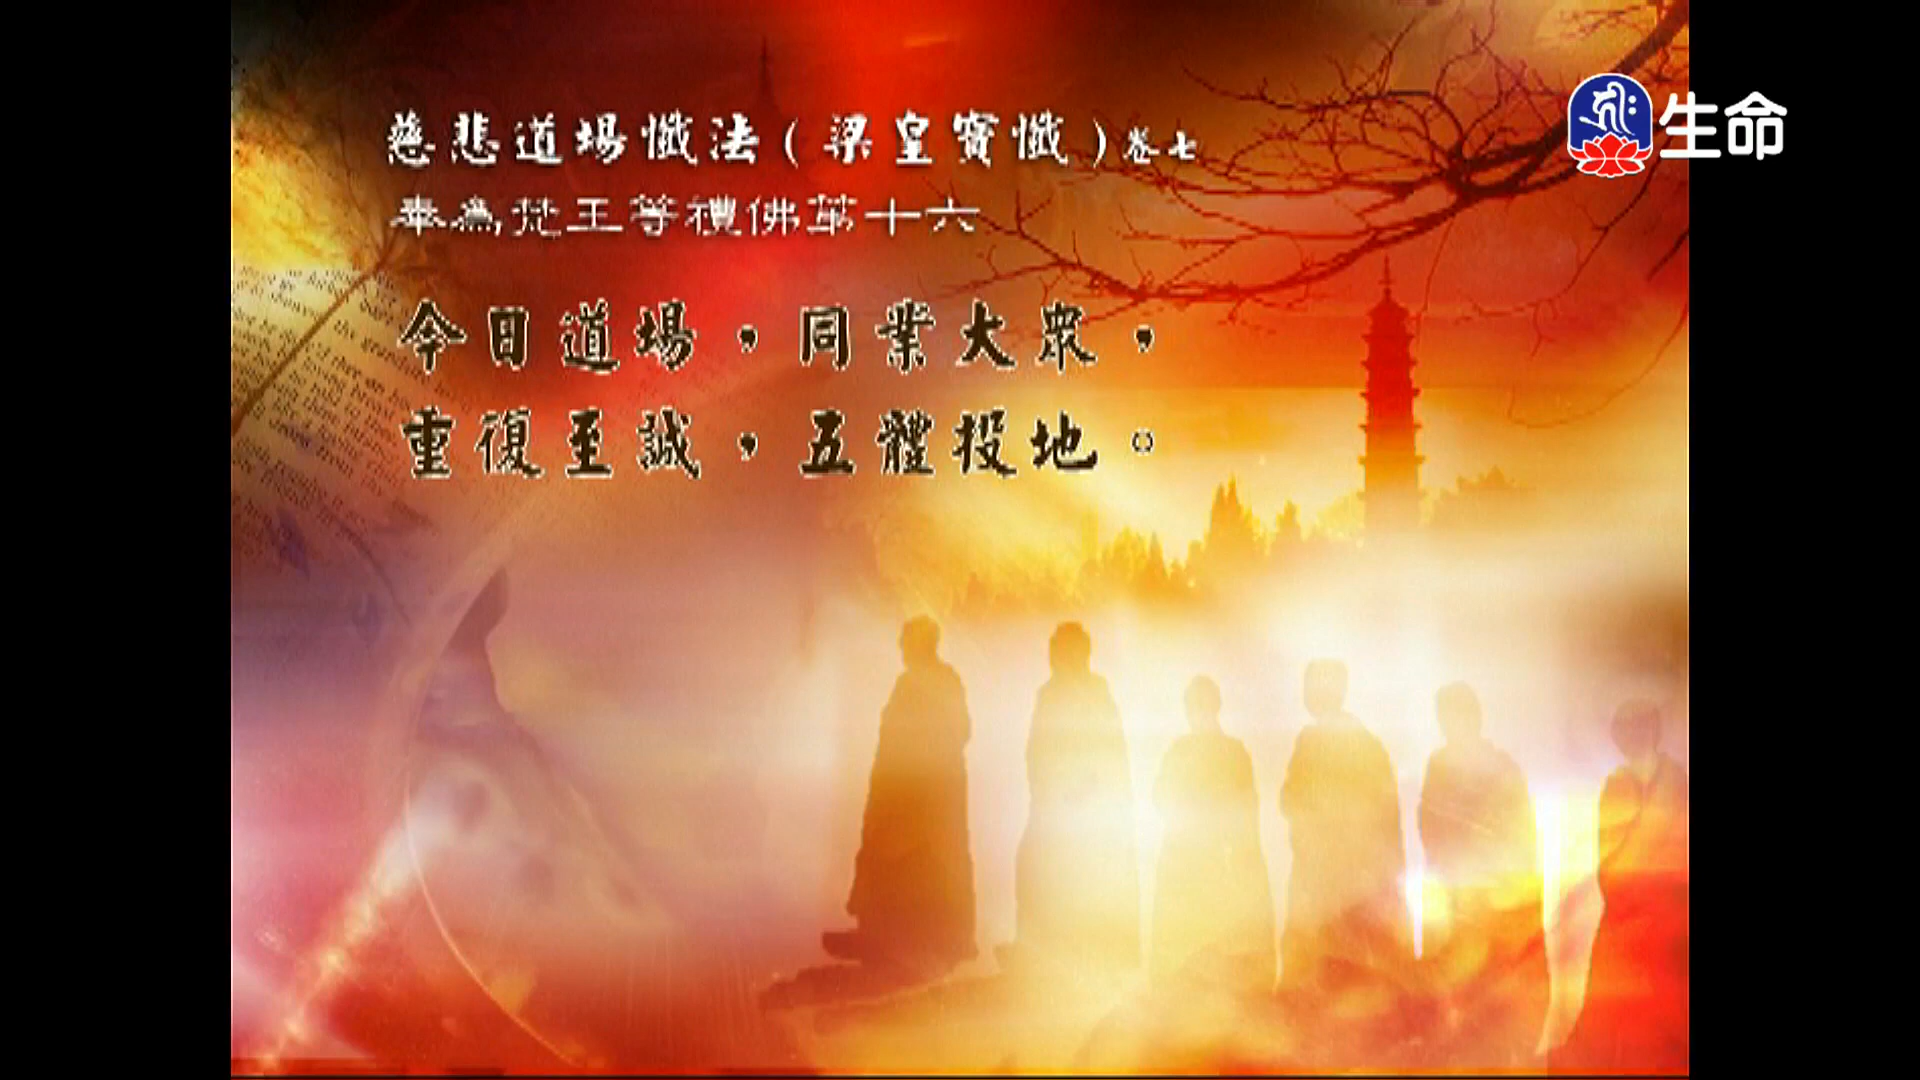 慈悲道場懺法(梁皇寶懺)卷七
生命
奉為梵王等禮佛第十六
今日道場，同業大眾，
重復至誠，五體投地。